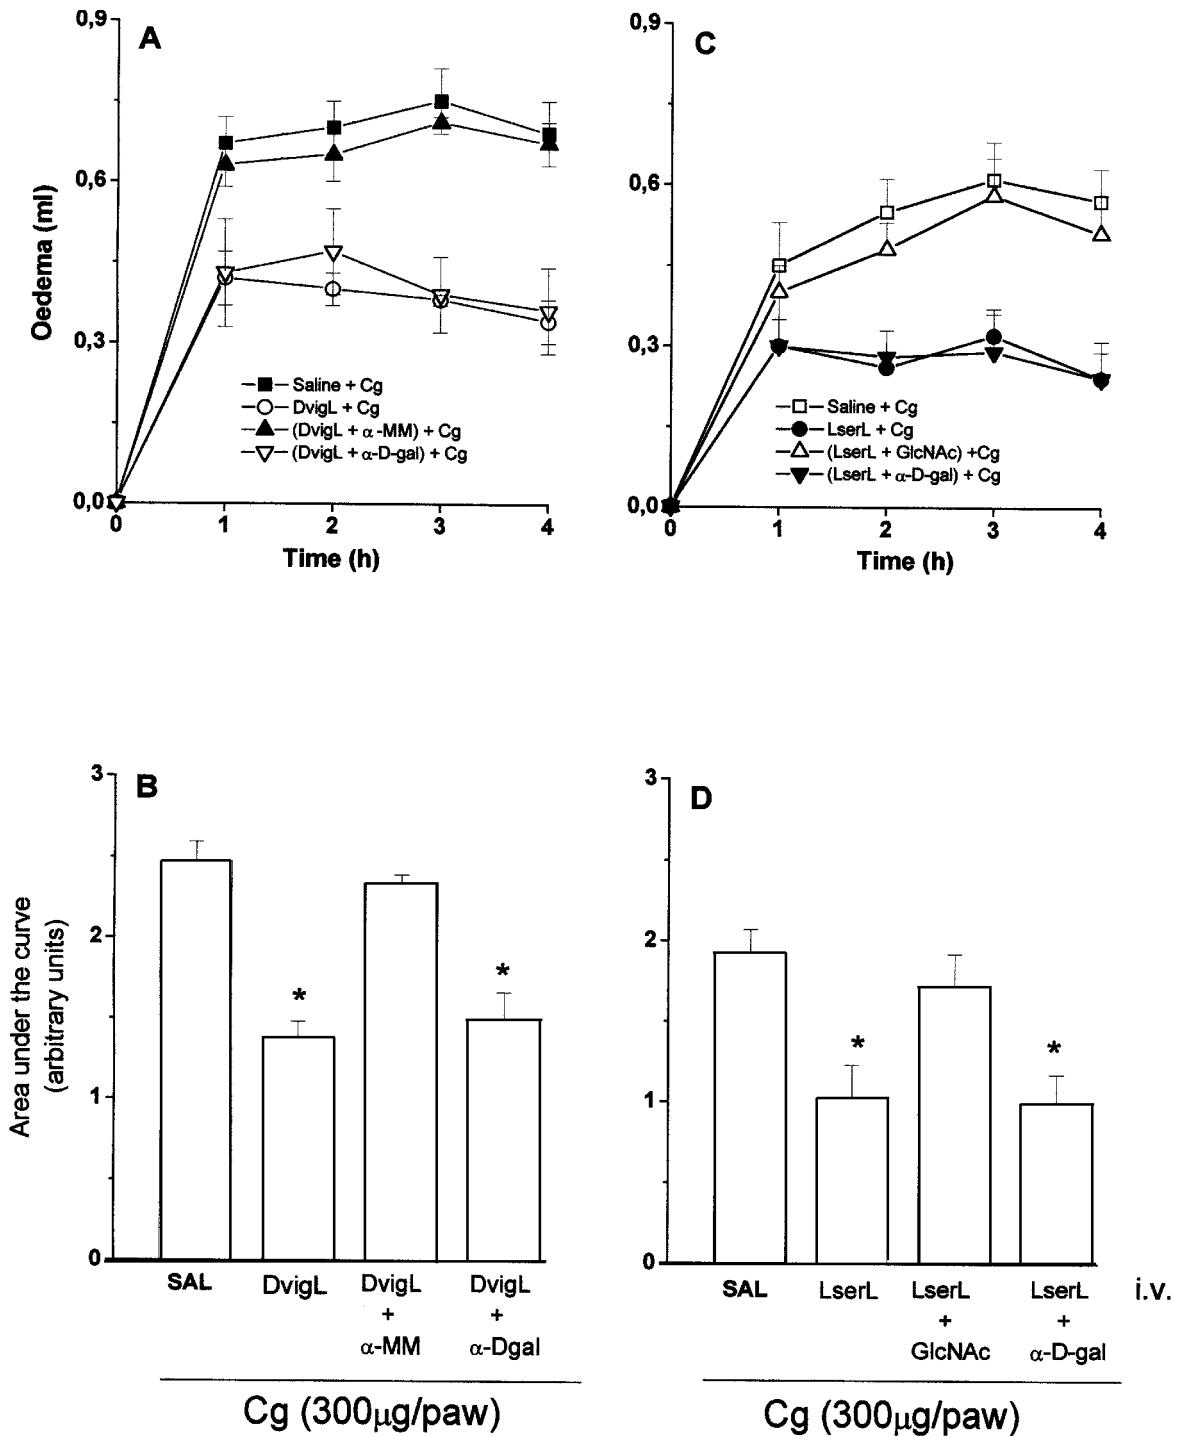 A
0,9
0,6
0,3
0,0
Oedema (ml)
Saline + Cg
DvigL + Cg
(DvigL + α -MM) + Cg
(DvigL + α-D-gal) + Cg
0 1 2 3 4
Time (h)
C
0,9
0,6
0,3
0,0
Saline + Cg
LserL + Cg
(LserL + GlcNAc) +Cg
(LserL + α-D-gal) + Cg
0 1 2 3 4
Time (h)
B
3
2
1
0
Area under the curve
(arbitrary units)
* *
SAL DvigL DvigL DvigL
+ +
α-MM α-Dgal
Cg (300μg/paw)
D
3
2
1
0
* *
SAL LserL LserL LserL i.v.
+ +
GlcNAc α-D-gal
Cg (300μg/paw)